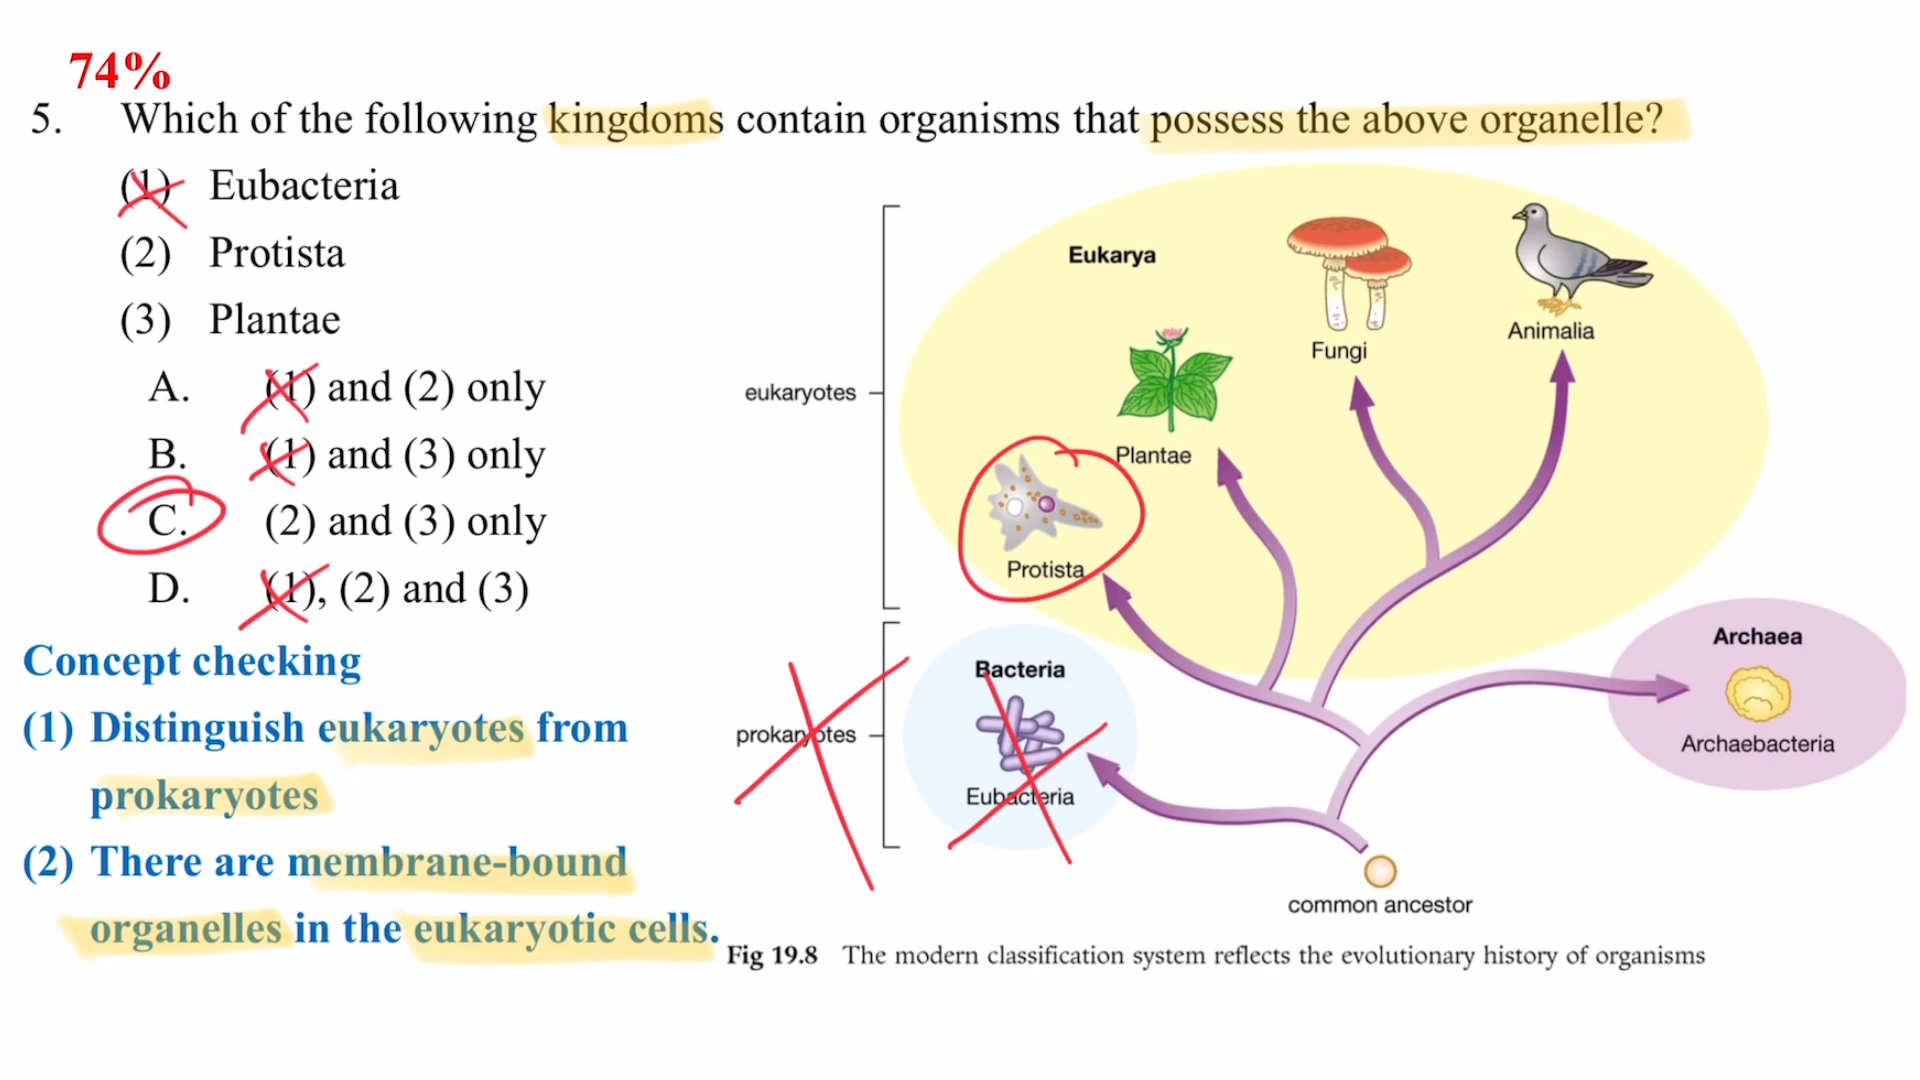 74%
5. Which of the following kingdoms contain organisms that possess the above organelle?
(1) Eubacteria
(2) Protista
(3) Plantae
A. (1) and (2) only
B. (1) and (3) only
C. (2) and (3) only
D. (1), (2) and (3)
Concept checking
(1) Distinguish eukaryotes from
prokaryotes
(2) There are membrane-bound
organelles in the eukaryotic cells.
eukaryotes
prokaryotes
Eukarya
Fungi
Animalia
Plantae
Protista
Bacteria
Eubacteria
Archaea
Archaebacteria
common ancestor
Fig 19.8 The modern classification system reflects the evolutionary history of organisms